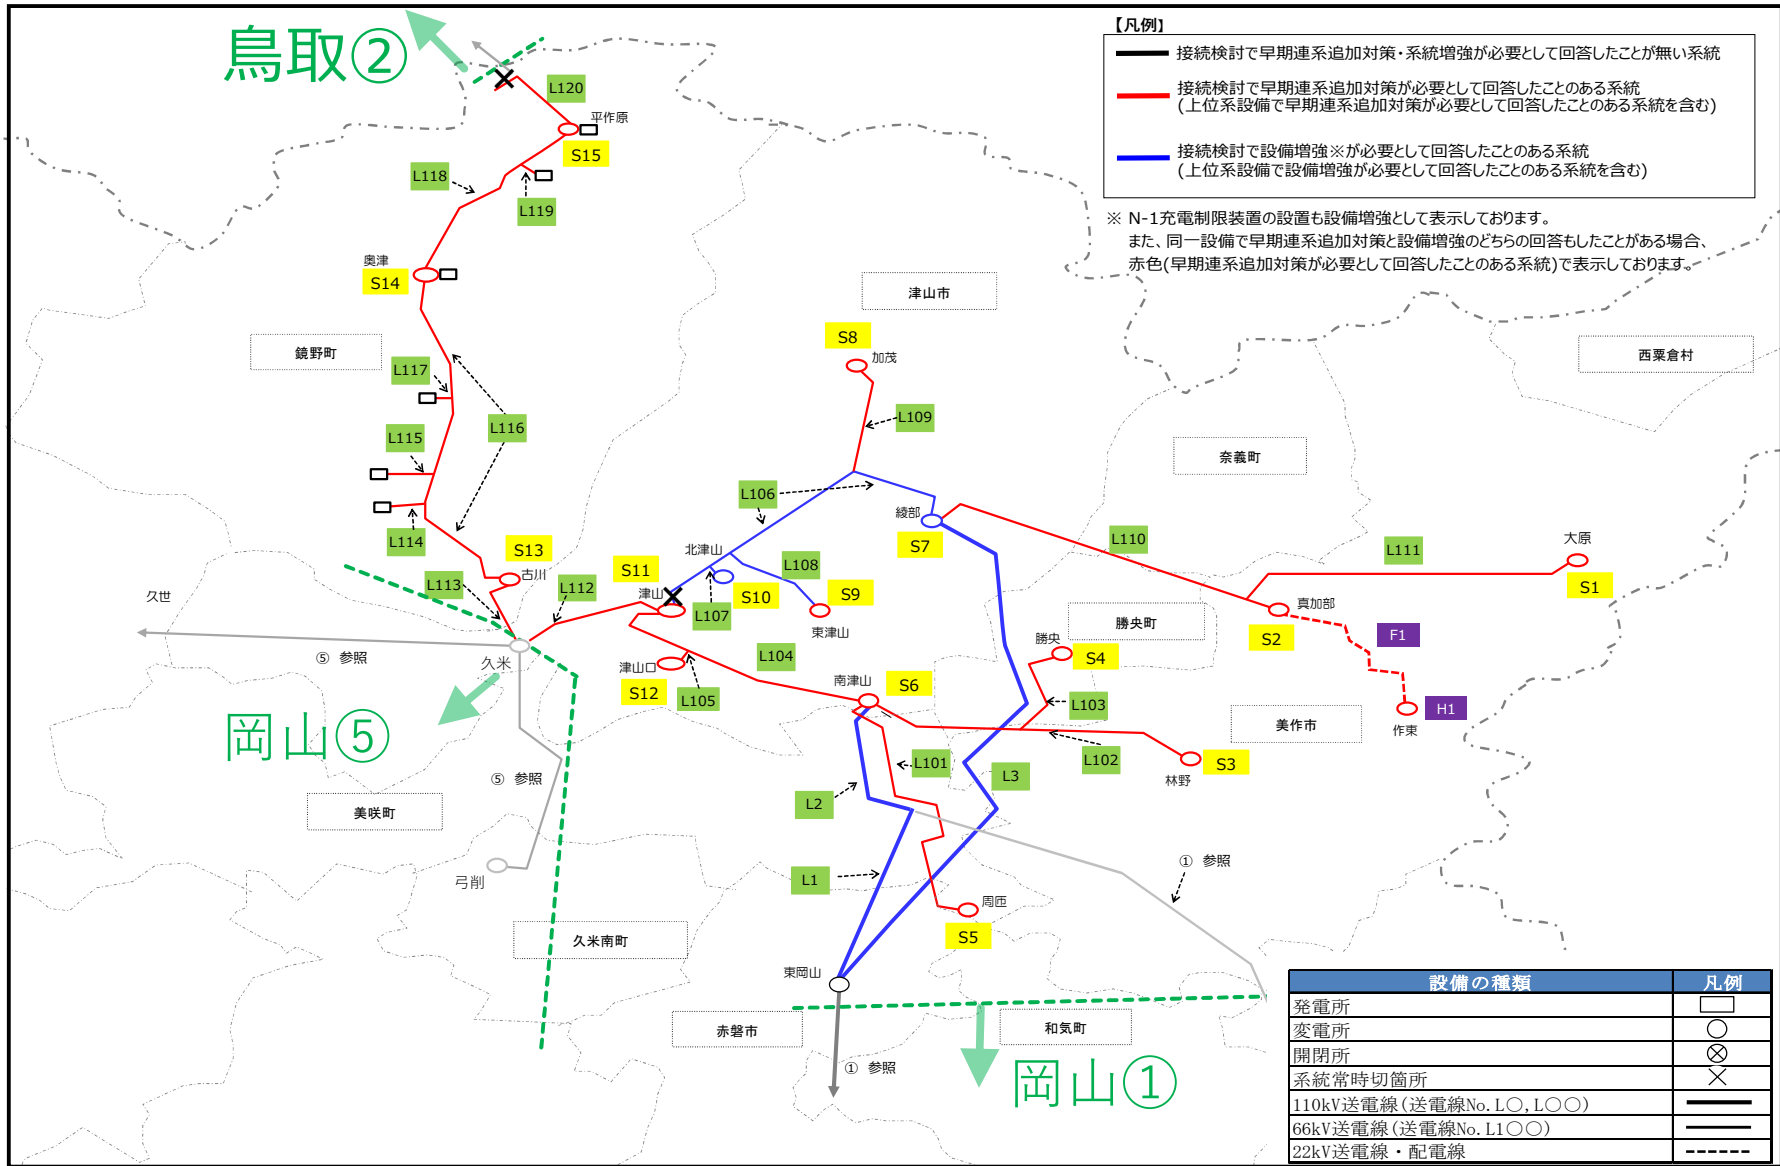 鳥取②
【凡例】
接続検討で早期連系追加対策・系統増強が必要として回答したことが無い系統
接続検討で早期連系追加対策が必要として回答したことのある系統
(上位系設備で早期連系追加対策が必要として回答したことのある系統を含む)
接続検討で設備増強※が必要として回答したことのある系統
(上位系設備で設備増強が必要として回答したことのある系統を含む)
※ N-1充電制限装置の設置も設備増強として表示しております。
また、同一設備で早期連系追加対策と設備増強のどちらの回答もしたことがある場合、
赤色(早期連系追加対策が必要として回答したことのある系統)で表示しております。
L120
平作原
S15
L118
L119
奥津
S14
津山市
鏡野町
S8
加茂
西粟倉村
L117
L109
L116
L115
奈義町
L106
綾部
L114
S7
L110
大原
北津山
L111
S13
古川
L108
S11
L113
L112
津山
S10
S9
S1
久世
L107
東津山
真加部
勝央町
S2
F1
⑤ 参照
久米
勝央
津山口
L104
S4
S12
L105
南津山
S6
L103
H1
岡山⑤
美作市
作東
L101
L102
S3
林野
⑤ 参照
L3
L2
美咲町
① 参照
弓削
L1
周匝
S5
久米南町
東岡山
赤磐市
和気町
① 参照
岡山①
設備の種類 凡例
発電所
変電所
開閉所
系統常時切箇所
110kV送電線(送電線No.L○,L○○)
66kV送電線(送電線No.L1○○)
22kV送電線・配電線